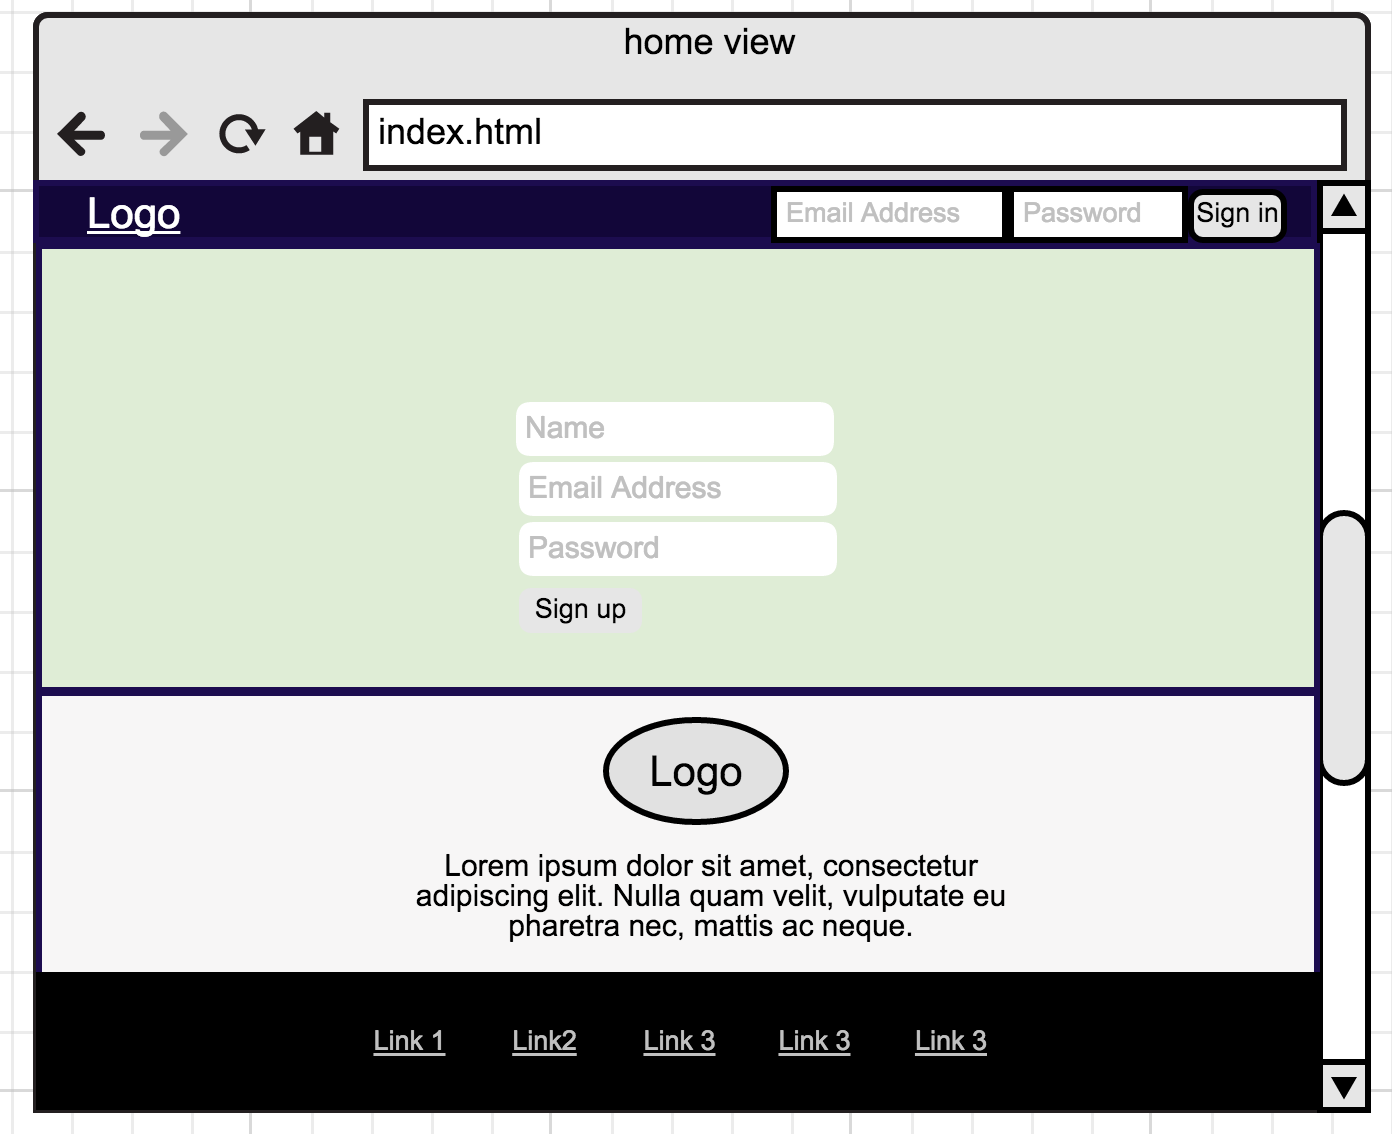 home view
index.html
Logo
Email Address
Password
Sign in
Name
Email Address
Password
Sign up
Logo
Lorem ipsum dolor sit amet, consectetur
adipiscing elit. Nulla quam velit, vulputate eu
pharetra nec, mattis ac neque.
Link 1
Link2
Link 3
Link 3
Link 3